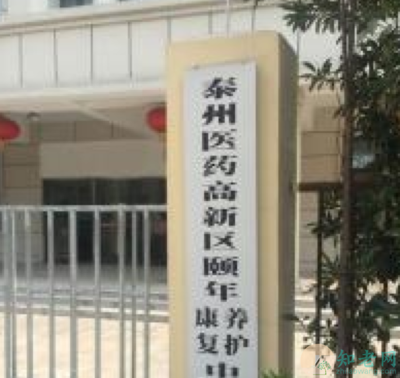 泰州医药高新区颐年
养护
康复
中